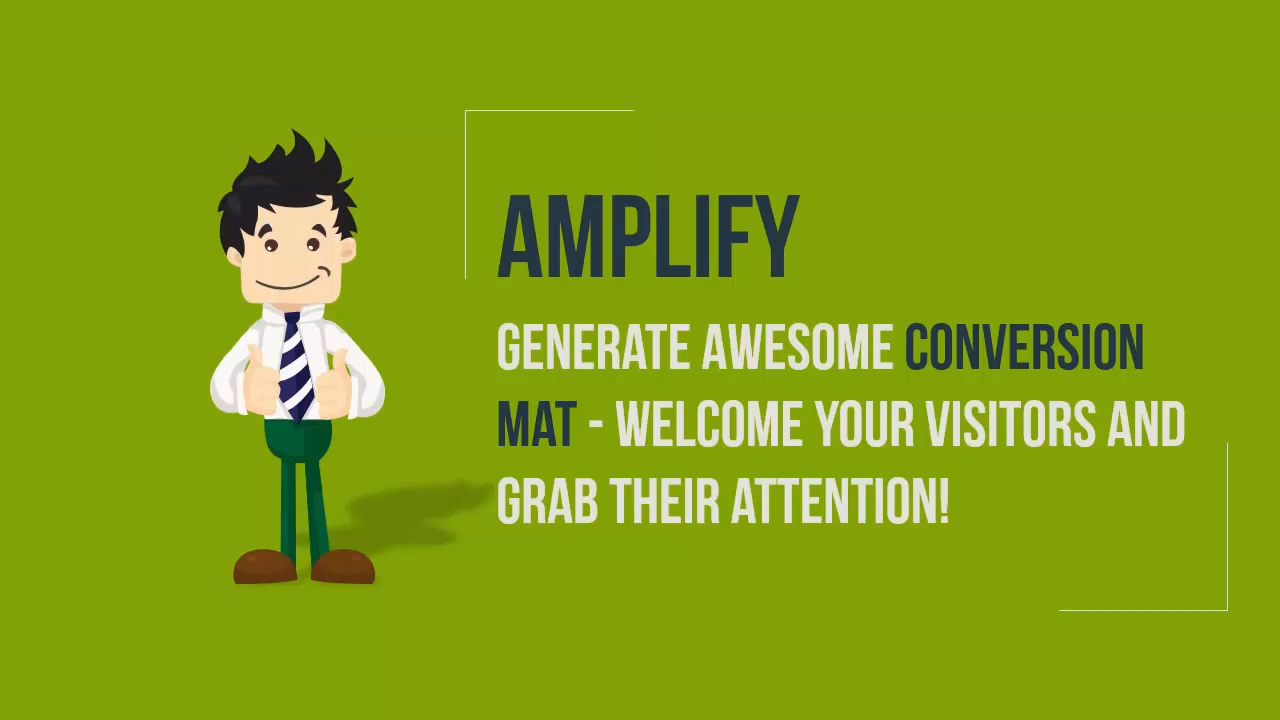 AMPLIFY
GENERATE AWESOME CONVERSION
MAT - WELCOME YOUR VISITORS AND
GRAB THEIR ATTENTION!